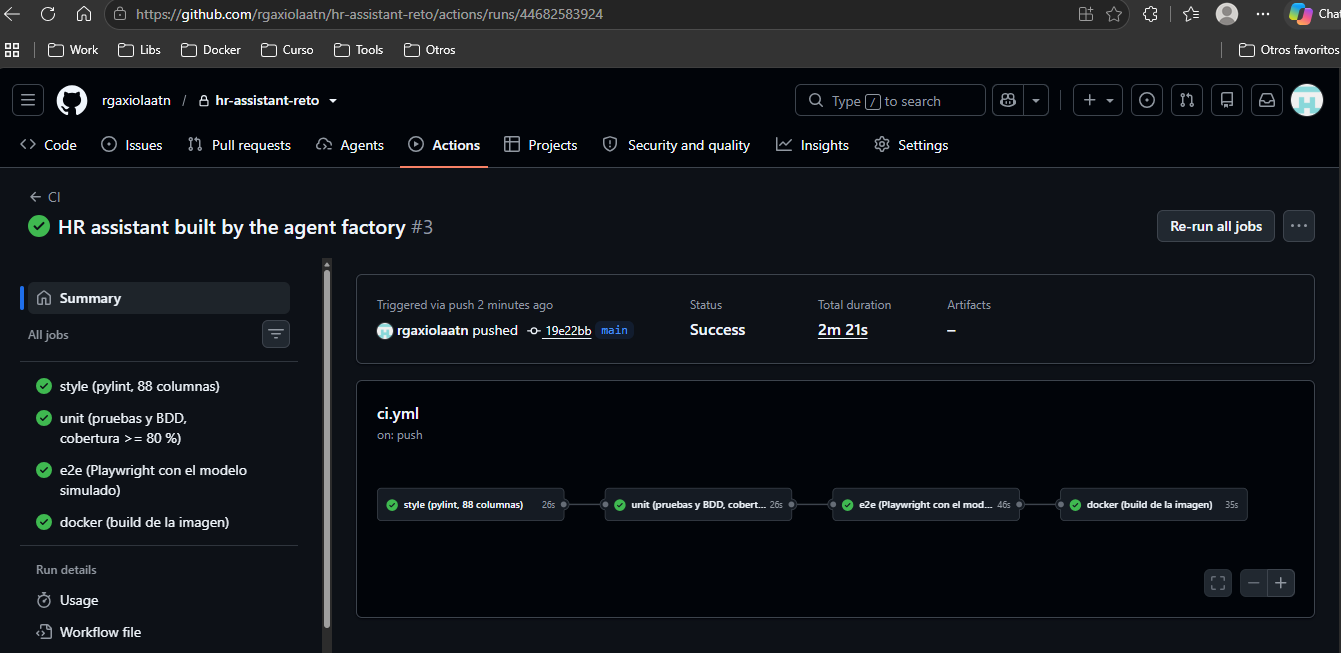 https://github.com/rgaxiolaatn/hr-assistant-reto/actions/runs/44682583924
Chat
Work Libs Docker Curso Tools Otros Otros favoritos
rgaxiolaatn / hr-assistant-reto Type / to search
Code Issues Pull requests Agents Actions Projects Security and quality Insights Settings
← CI
HR assistant built by the agent factory #3
Re-run all jobs
Summary
All jobs
style (pylint, 88 columnas)
unit (pruebas y BDD,
cobertura >= 80 %)
e2e (Playwright con el modelo
simulado)
docker (build de la imagen)
Run details
Usage
Workflow file
Triggered via push 2 minutes ago Status Total duration Artifacts
rgaxiolaatn pushed 19e22bb main Success 2m 21s –
ci.yml
on: push
style (pylint, 88 columnas) 26s unit (pruebas y BDD, cobert... 26s e2e (Playwright con el mod... 46s docker (build de la imagen) 35s